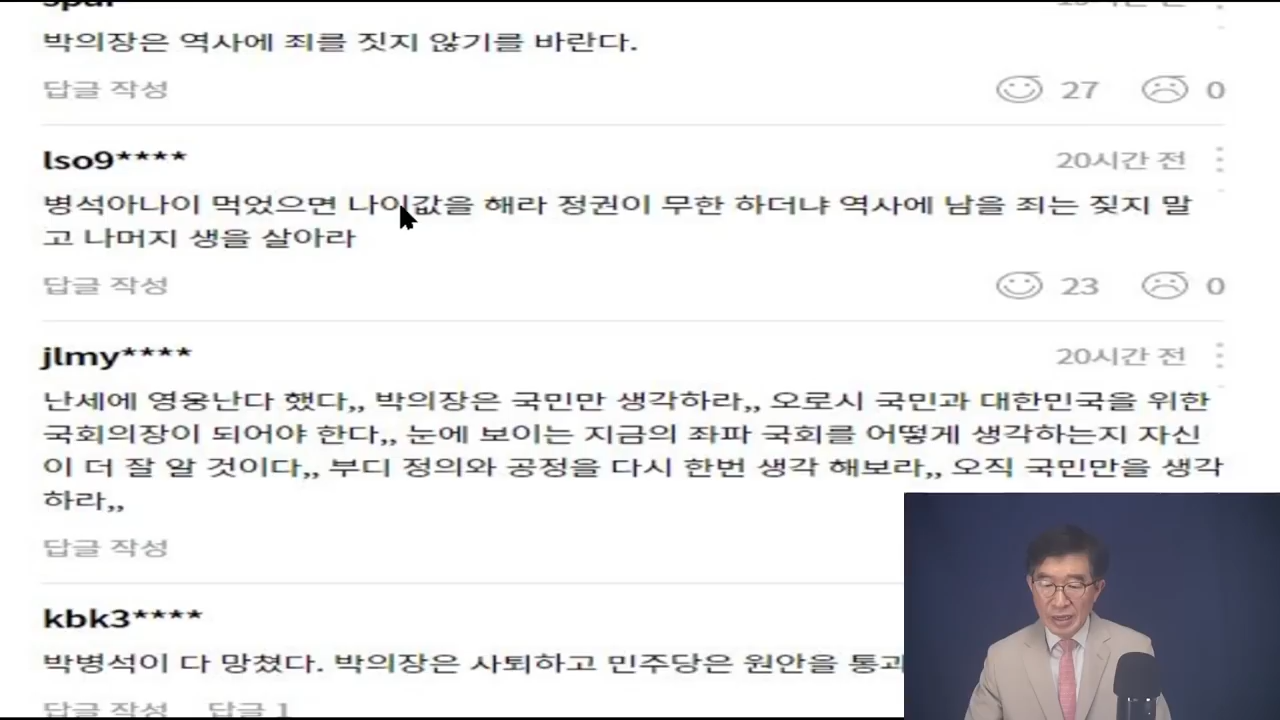 박의장은 역사에 죄를 짓지 않기를 바란다.
답글 작성
27 0
lso9**** 20시간 전
병석아나이 먹었으면 나이값을 해라 정권이 무한 하더냐 역사에 남을 죄는 짖지 말
고 나머지 생을 살아라
답글 작성
23 0
jlmy**** 20시간 전
난세에 영웅난다 했다,, 박의장은 국민만 생각하라,, 오로시 국민과 대한민국을 위한
국회의장이 되어야 한다,, 눈에 보이는 지금의 좌파 국회를 어떻게 생각하는지 자신
이 더 잘 알 것이다,, 부디 정의와 공정을 다시 한번 생각 해보라,, 오직 국민만을 생각
하라,,
답글 작성
kbk3****
박병석이 다 망쳤다. 박의장은 사퇴하고 민주당은 원안을
답글 작성 답글 1